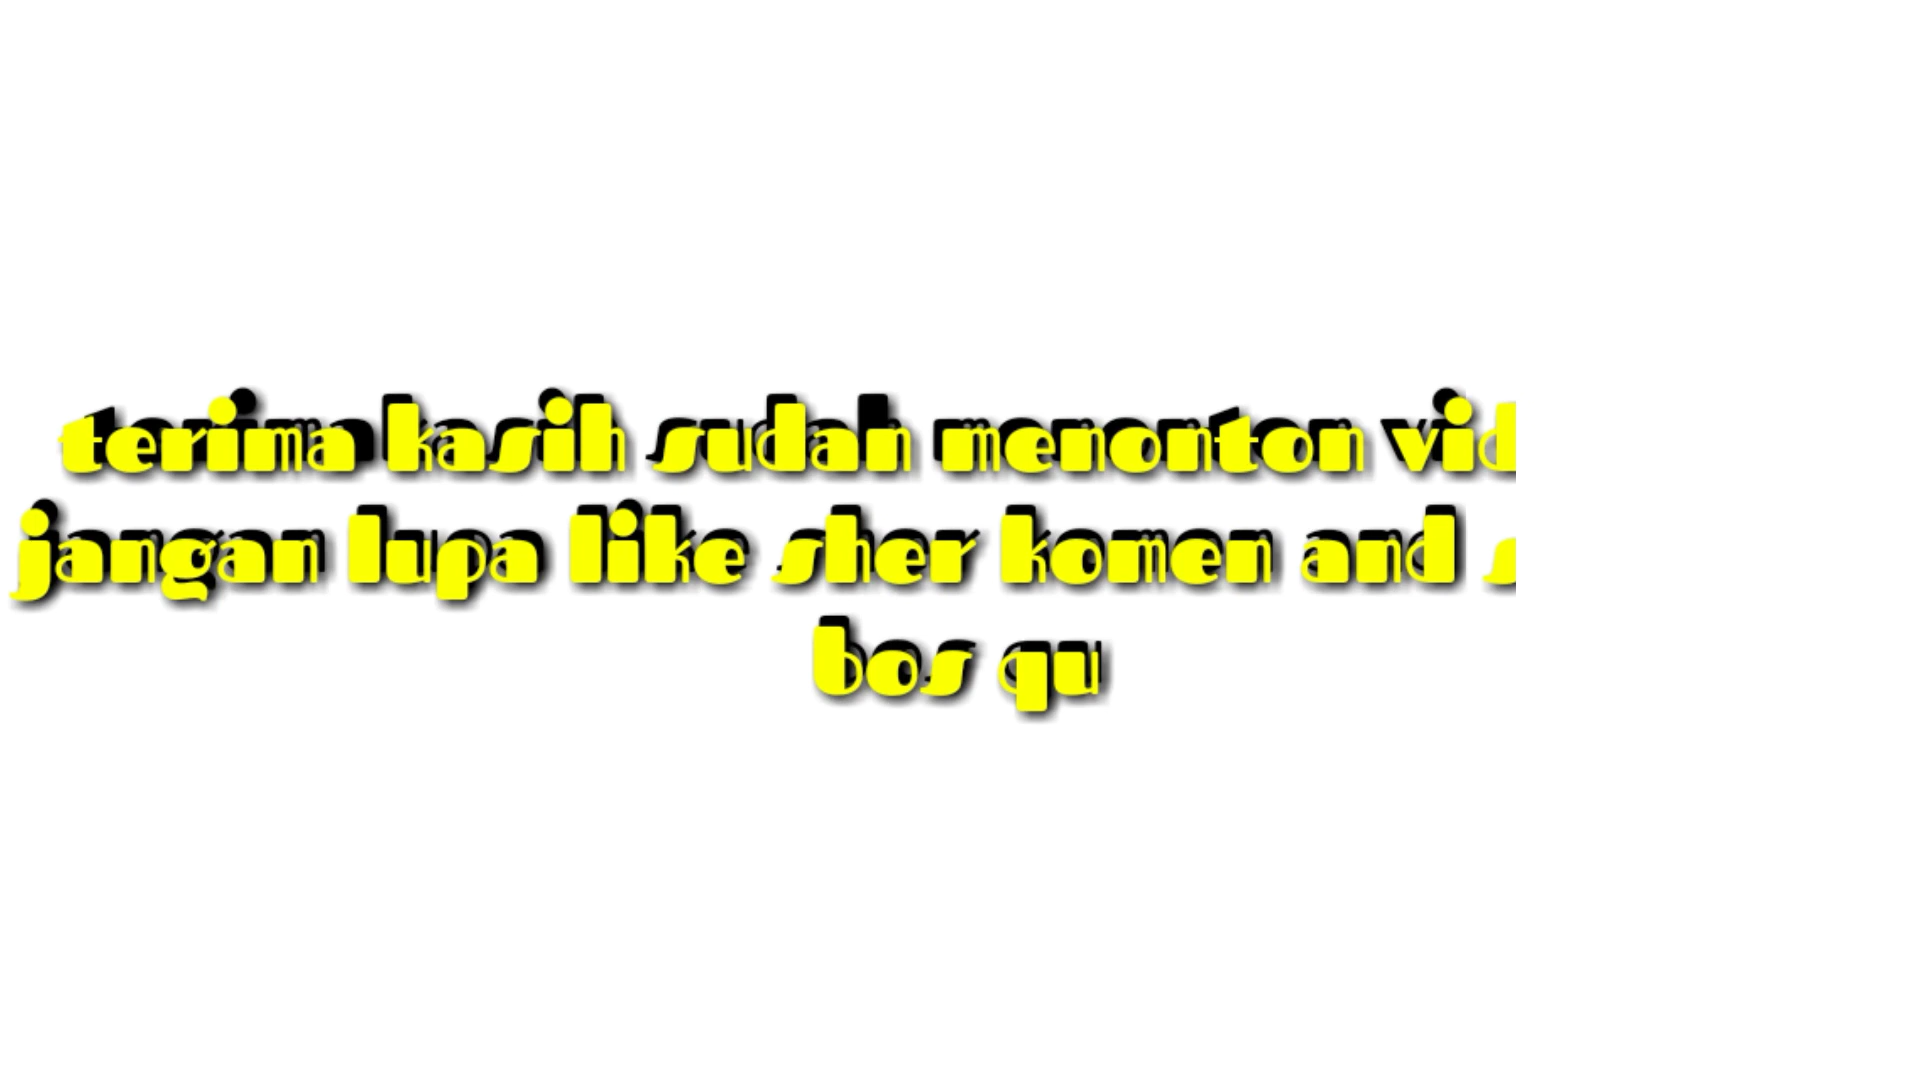 terima kasih sudah menonton vid
jangan lupa like sher komen and s
bos qu